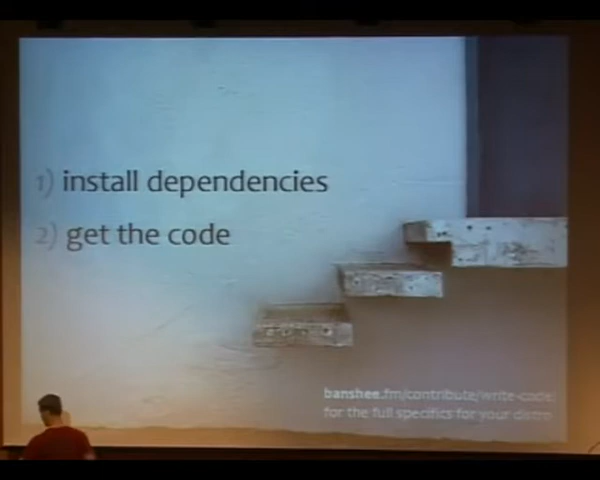 1) install dependencies
2) get the code
banshee.fm/contribute/write-code/
for the full specifics for your distro